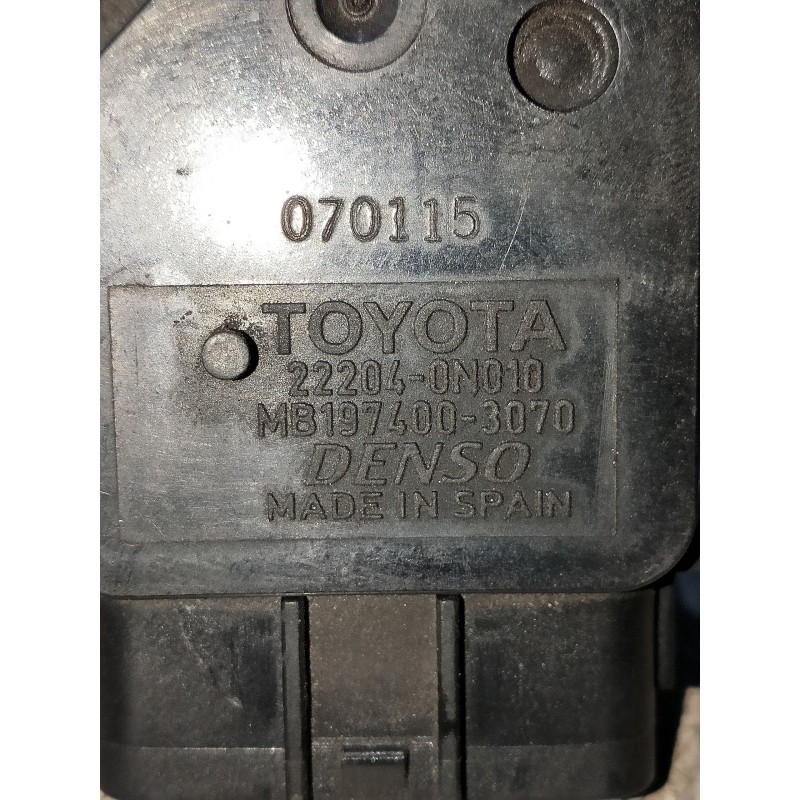 070115
TOYOTA
22204-0N010
MB197400-3070
DENSO
MADE IN SPAIN